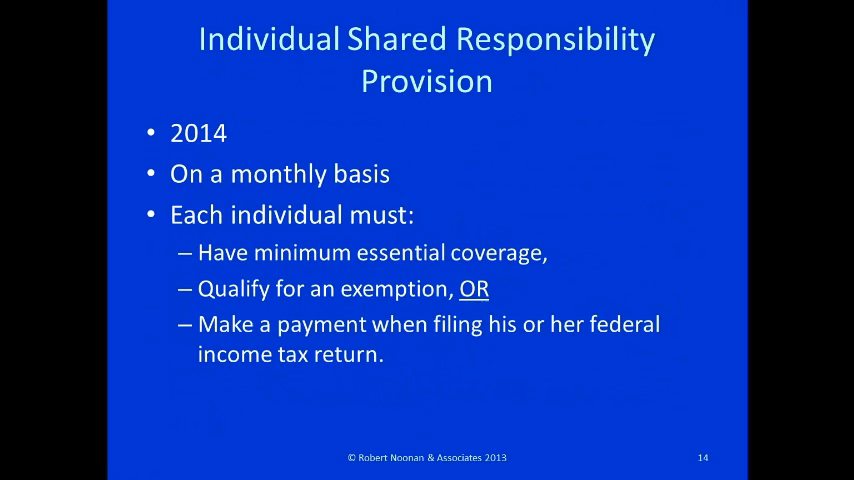 Individual Shared Responsibility
Provision
• 2014
• On a monthly basis
• Each individual must:
– Have minimum essential coverage,
– Qualify for an exemption, OR
– Make a payment when filing his or her federal
income tax return.
© Robert Noonan & Associates 2013
14